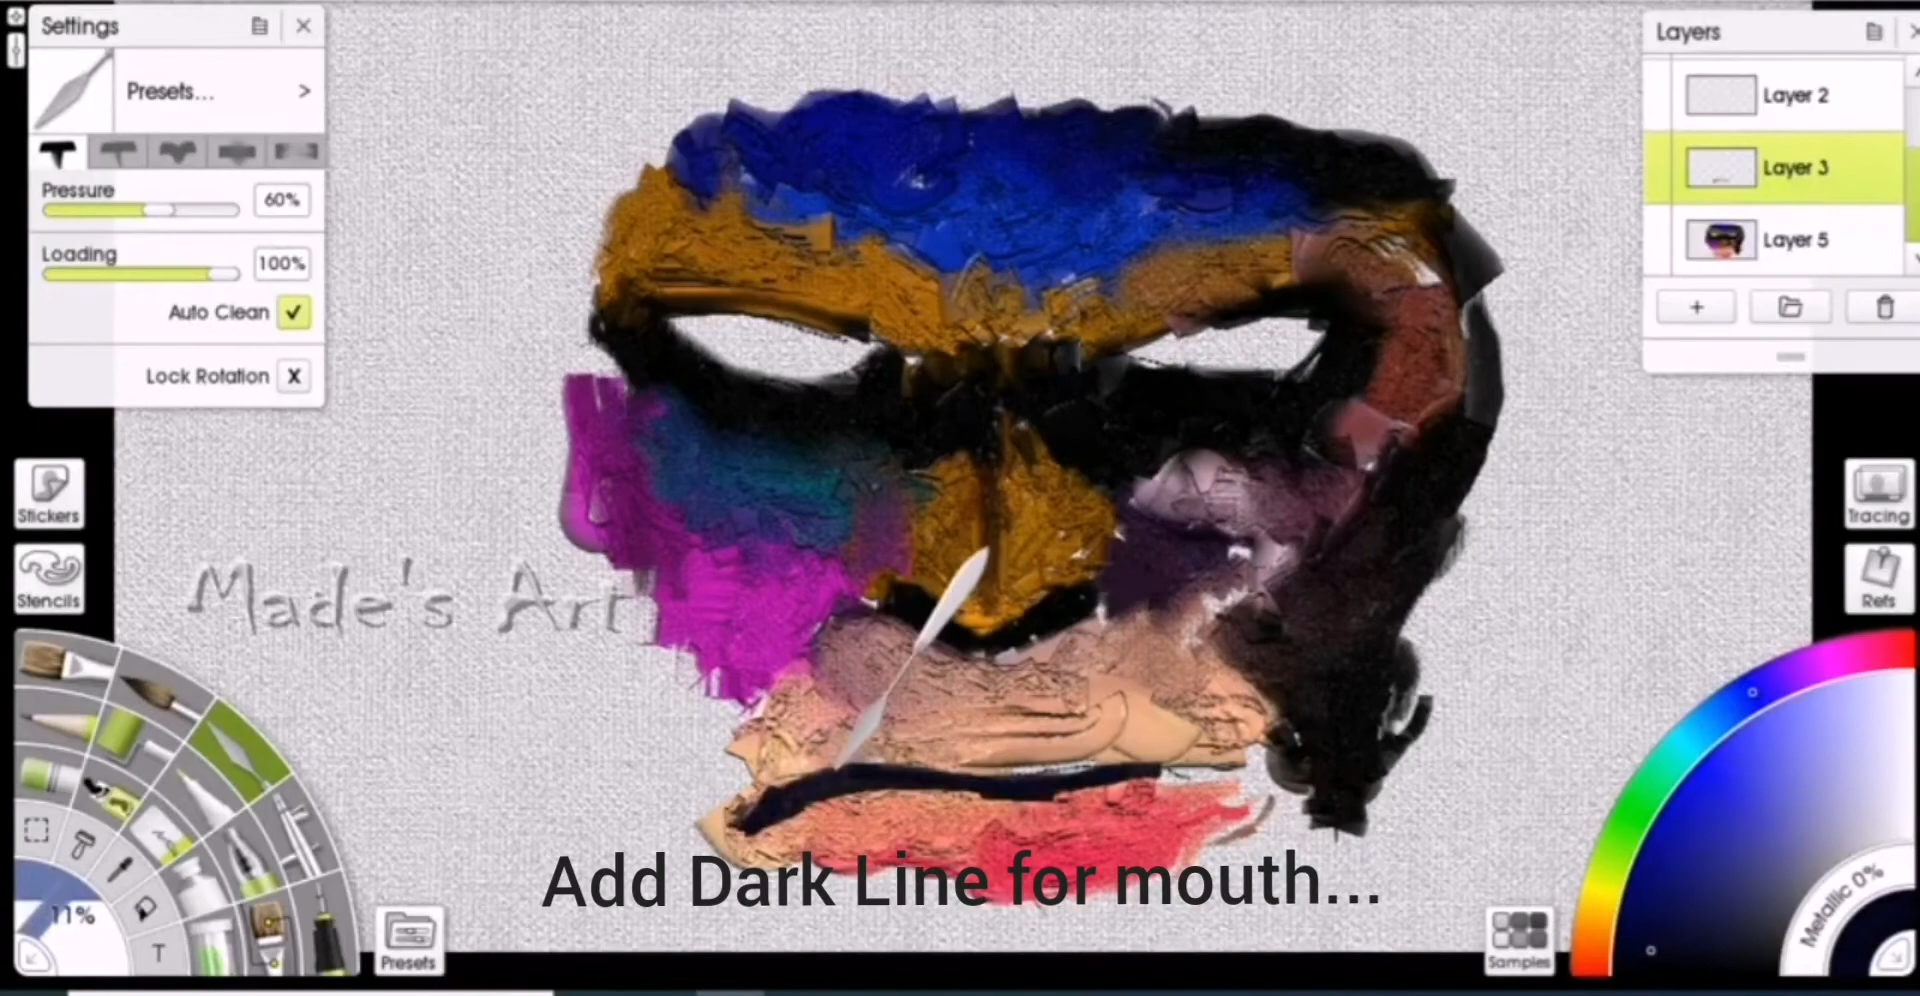 Settings
Presets...
Pressure
60%
Loading
100%
Auto Clean
Lock Rotation X
Layers
Layer 2
Layer 3
Layer 5
Stickers
Stencils
Tracing
Refs
Made's Art
Add Dark Line for mouth...
11%
T
Presets
Samples
Metallic 0%